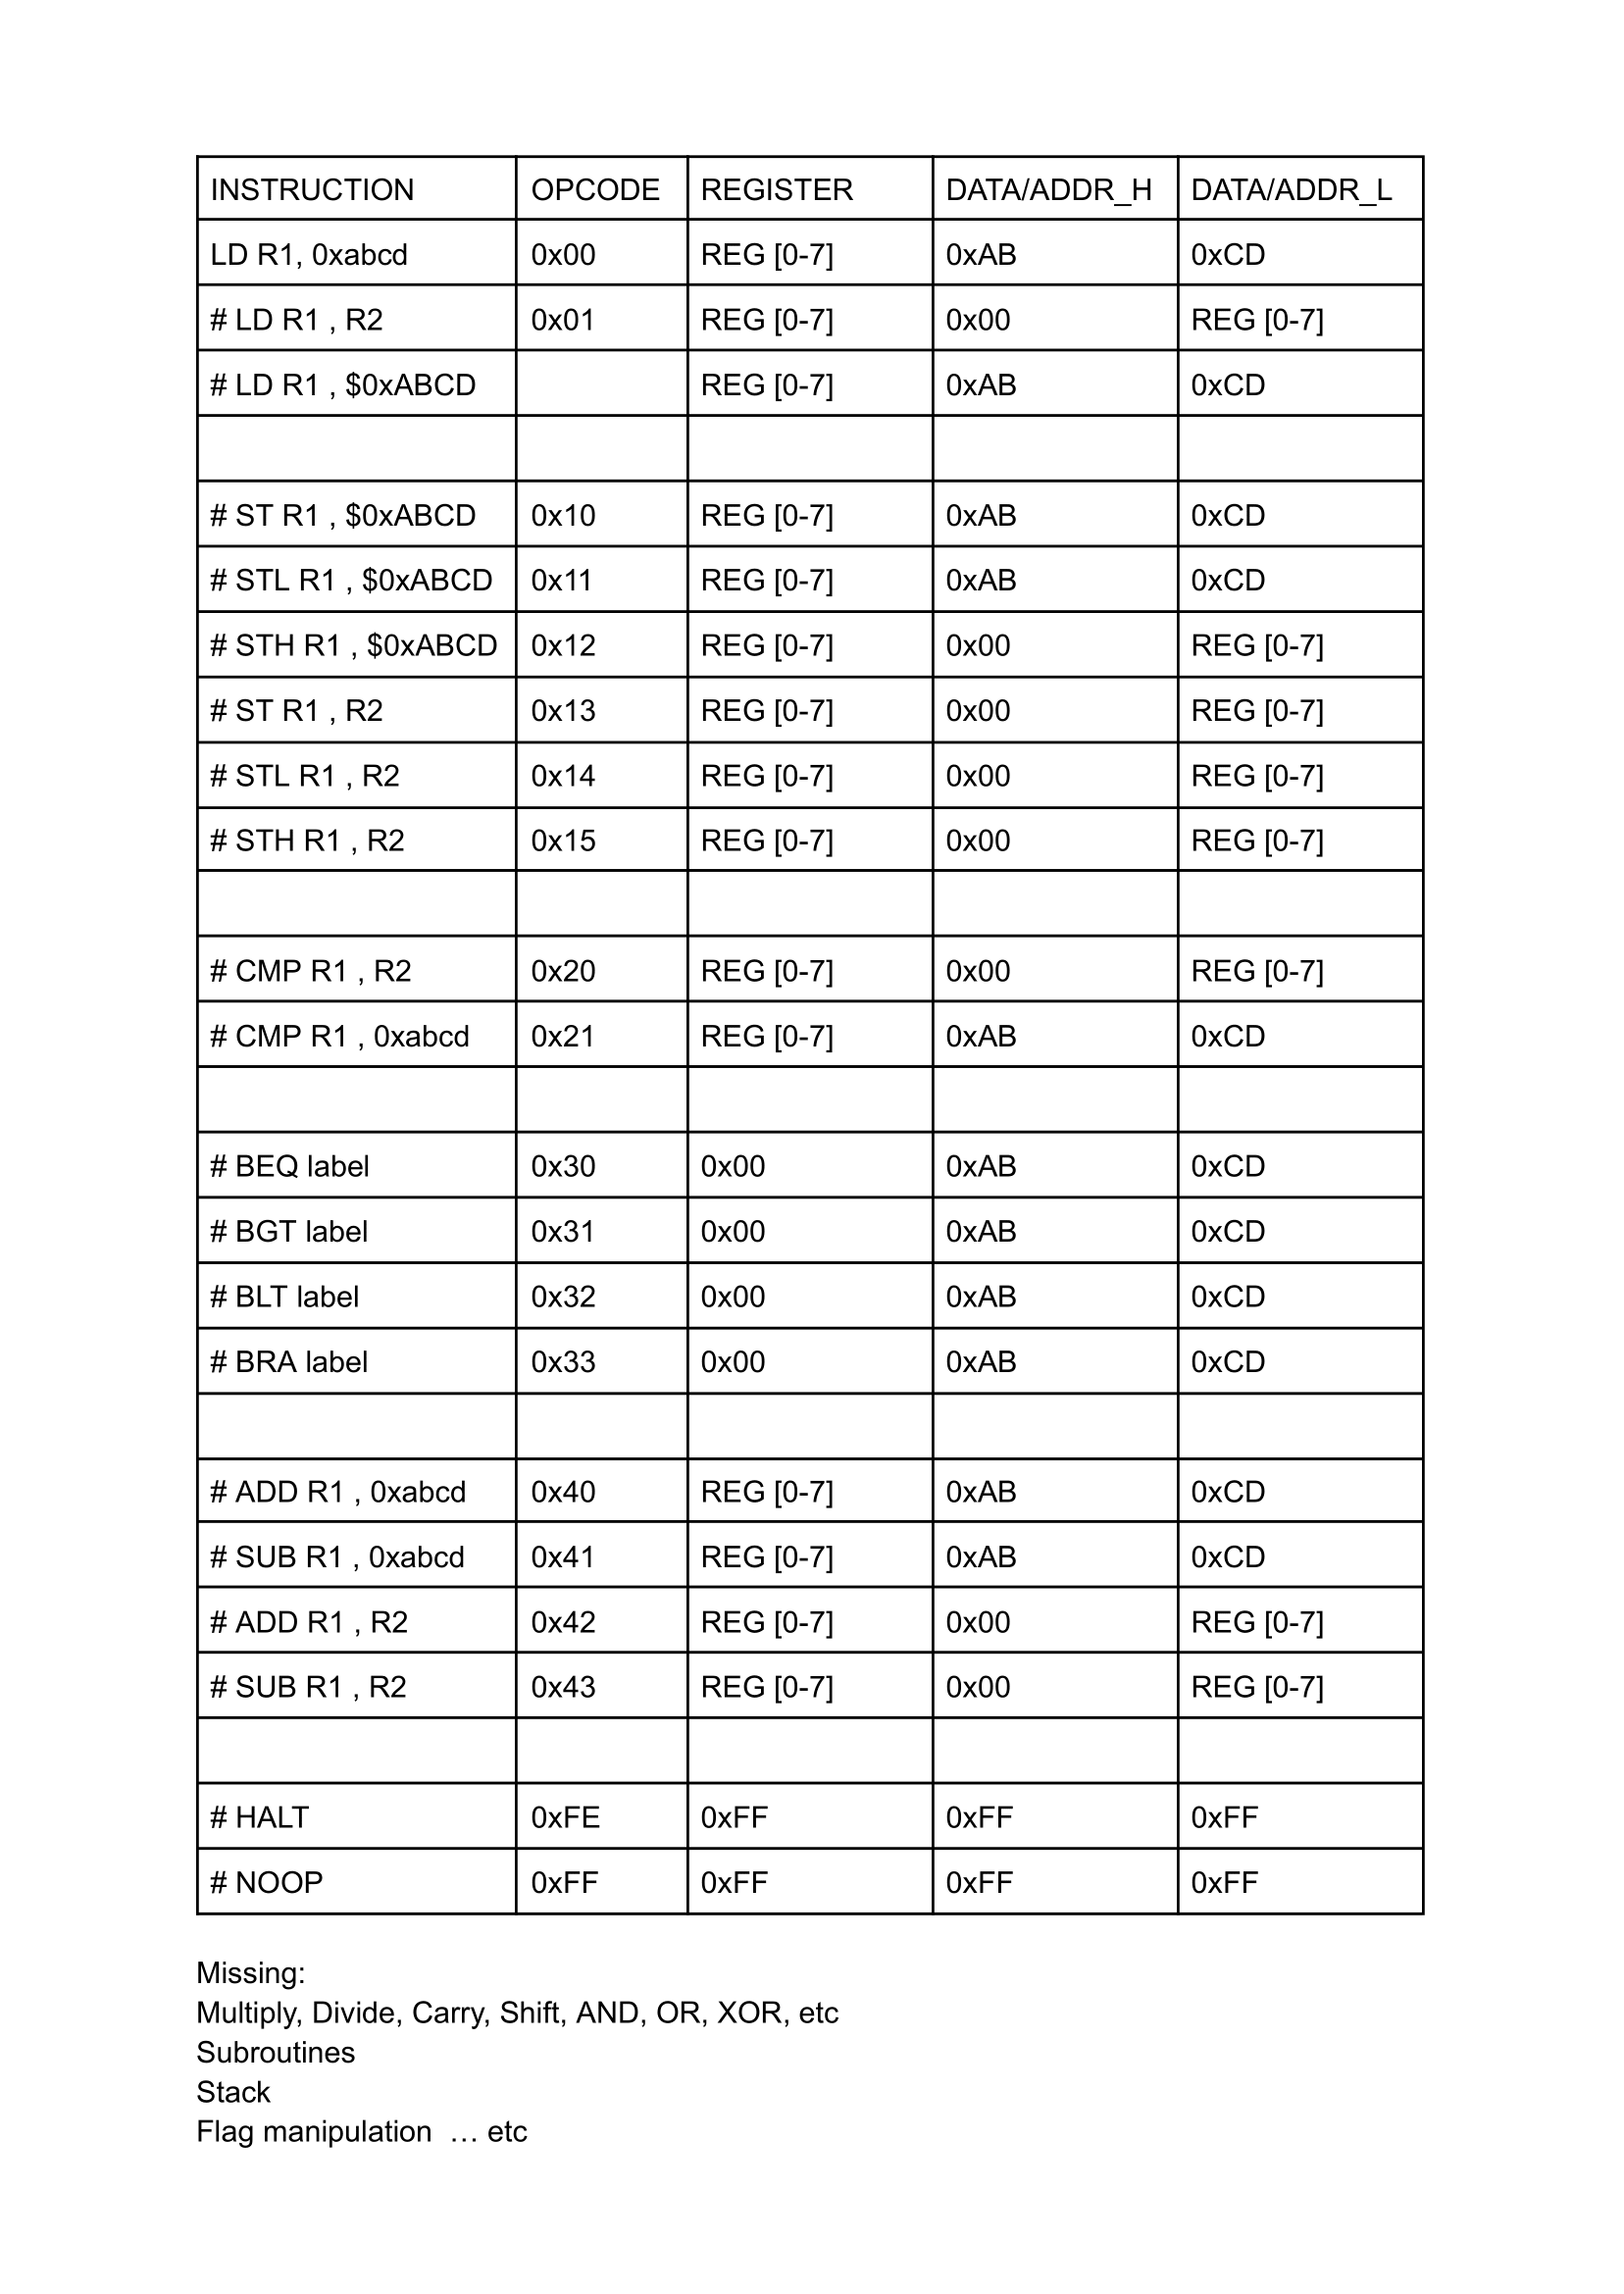 INSTRUCTION OPCODE REGISTER DATA/ADDR_H DATA/ADDR_L
LD R1, 0xabcd 0x00 REG [0-7] 0xAB 0xCD
# LD R1 , R2 0x01 REG [0-7] 0x00 REG [0-7]
# LD R1 , $0xABCD REG [0-7] 0xAB 0xCD
# ST R1 , $0xABCD 0x10 REG [0-7] 0xAB 0xCD
# STL R1 , $0xABCD 0x11 REG [0-7] 0xAB 0xCD
# STH R1 , $0xABCD 0x12 REG [0-7] 0x00 REG [0-7]
# ST R1 , R2 0x13 REG [0-7] 0x00 REG [0-7]
# STL R1 , R2 0x14 REG [0-7] 0x00 REG [0-7]
# STH R1 , R2 0x15 REG [0-7] 0x00 REG [0-7]
# CMP R1 , R2 0x20 REG [0-7] 0x00 REG [0-7]
# CMP R1 , 0xabcd 0x21 REG [0-7] 0xAB 0xCD
# BEQ label 0x30 0x00 0xAB 0xCD
# BGT label 0x31 0x00 0xAB 0xCD
# BLT label 0x32 0x00 0xAB 0xCD
# BRA label 0x33 0x00 0xAB 0xCD
# ADD R1 , 0xabcd 0x40 REG [0-7] 0xAB 0xCD
# SUB R1 , 0xabcd 0x41 REG [0-7] 0xAB 0xCD
# ADD R1 , R2 0x42 REG [0-7] 0x00 REG [0-7]
# SUB R1 , R2 0x43 REG [0-7] 0x00 REG [0-7]
# HALT 0xFE 0xFF 0xFF 0xFF
# NOOP 0xFF 0xFF 0xFF 0xFF
Missing:
Multiply, Divide, Carry, Shift, AND, OR, XOR, etc
Subroutines
Stack
Flag manipulation … etc